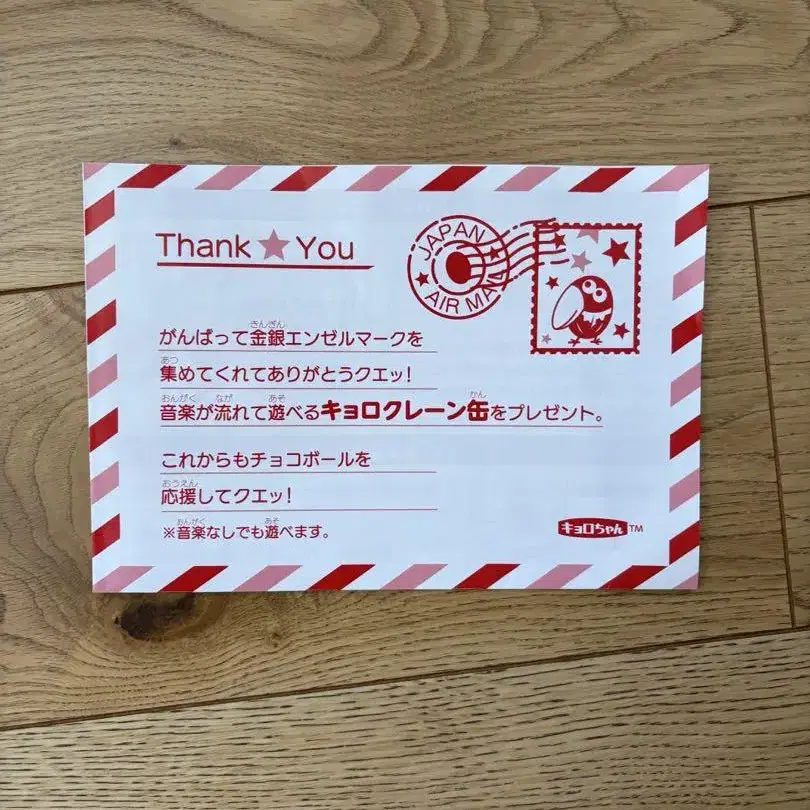 Thank★You
JAPAN
AIR MAIL
がんばって金銀エンゼルマークを
集めてくれてありがとうクエッ!
音楽が流れて遊べるキョロクレーン缶をプレゼント。
これからもチョコボールを
応援してクエッ!
※音楽なしでも遊べます。
キョロちゃん™